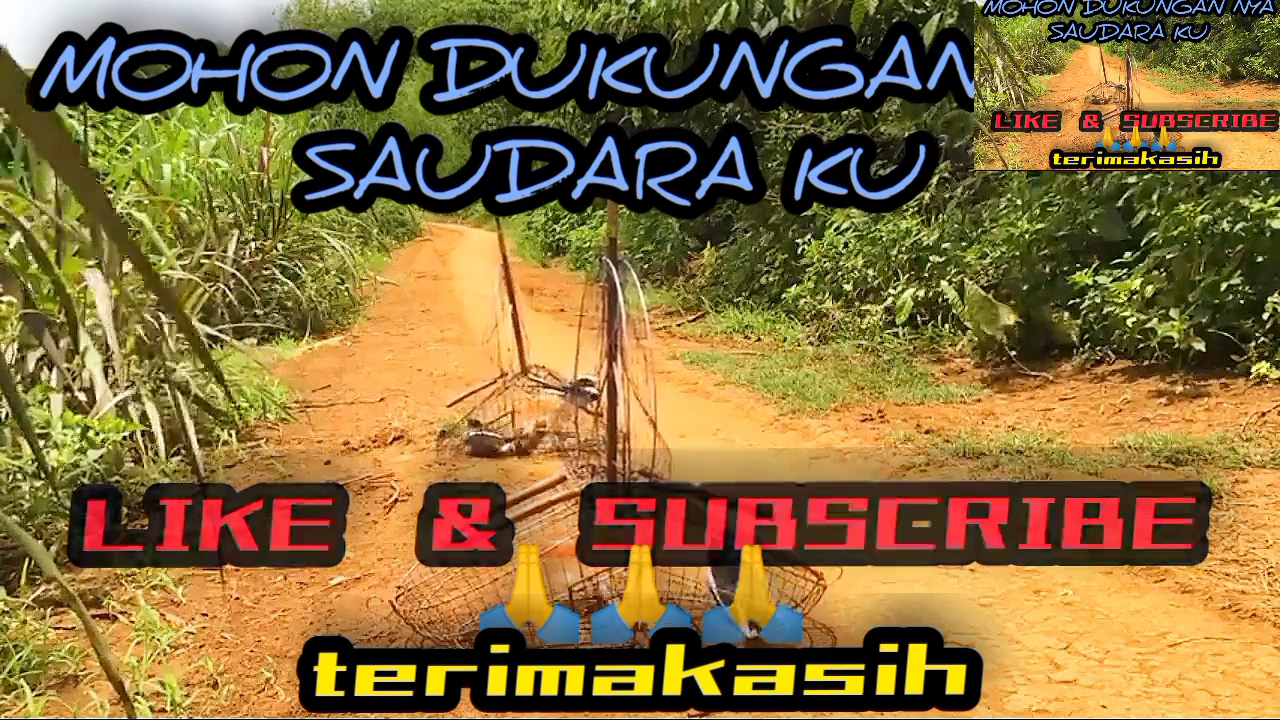 MOHON DUKUNGAN
SAUDARA KU
LIKE & SUBSCRIBE
terimakasih
MOHON DUKUNGAN NYA
SAUDARA KU
LIKE & SUBSCRIBE
terimakasih